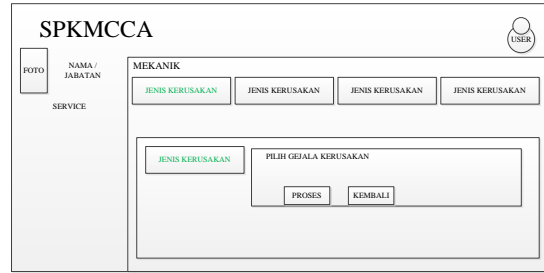 SPKMCCA
USER
FOTO
NAMA /
JABATAN
SERVICE
MEKANIK
JENIS KERUSAKAN
JENIS KERUSAKAN
JENIS KERUSAKAN
JENIS KERUSAKAN
JENIS KERUSAKAN
PILIH GEJALA KERUSAKAN
PROSES
KEMBALI